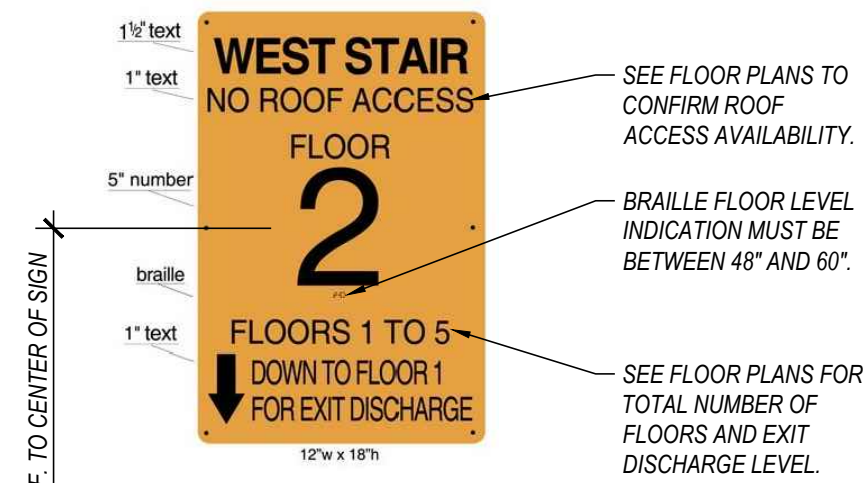 1½" text
1" text
5" number
braille
1" text
WEST STAIR
NO ROOF ACCESS
FLOOR
2
FLOORS 1 TO 5
DOWN TO FLOOR 1
FOR EXIT DISCHARGE
12"w x 18"h
SEE FLOOR PLANS TO
CONFIRM ROOF
ACCESS AVAILABILITY.
BRAILLE FLOOR LEVEL
INDICATION MUST BE
BETWEEN 48" AND 60".
SEE FLOOR PLANS FOR
TOTAL NUMBER OF
FLOORS AND EXIT
DISCHARGE LEVEL.
TO CENTER OF SIGN